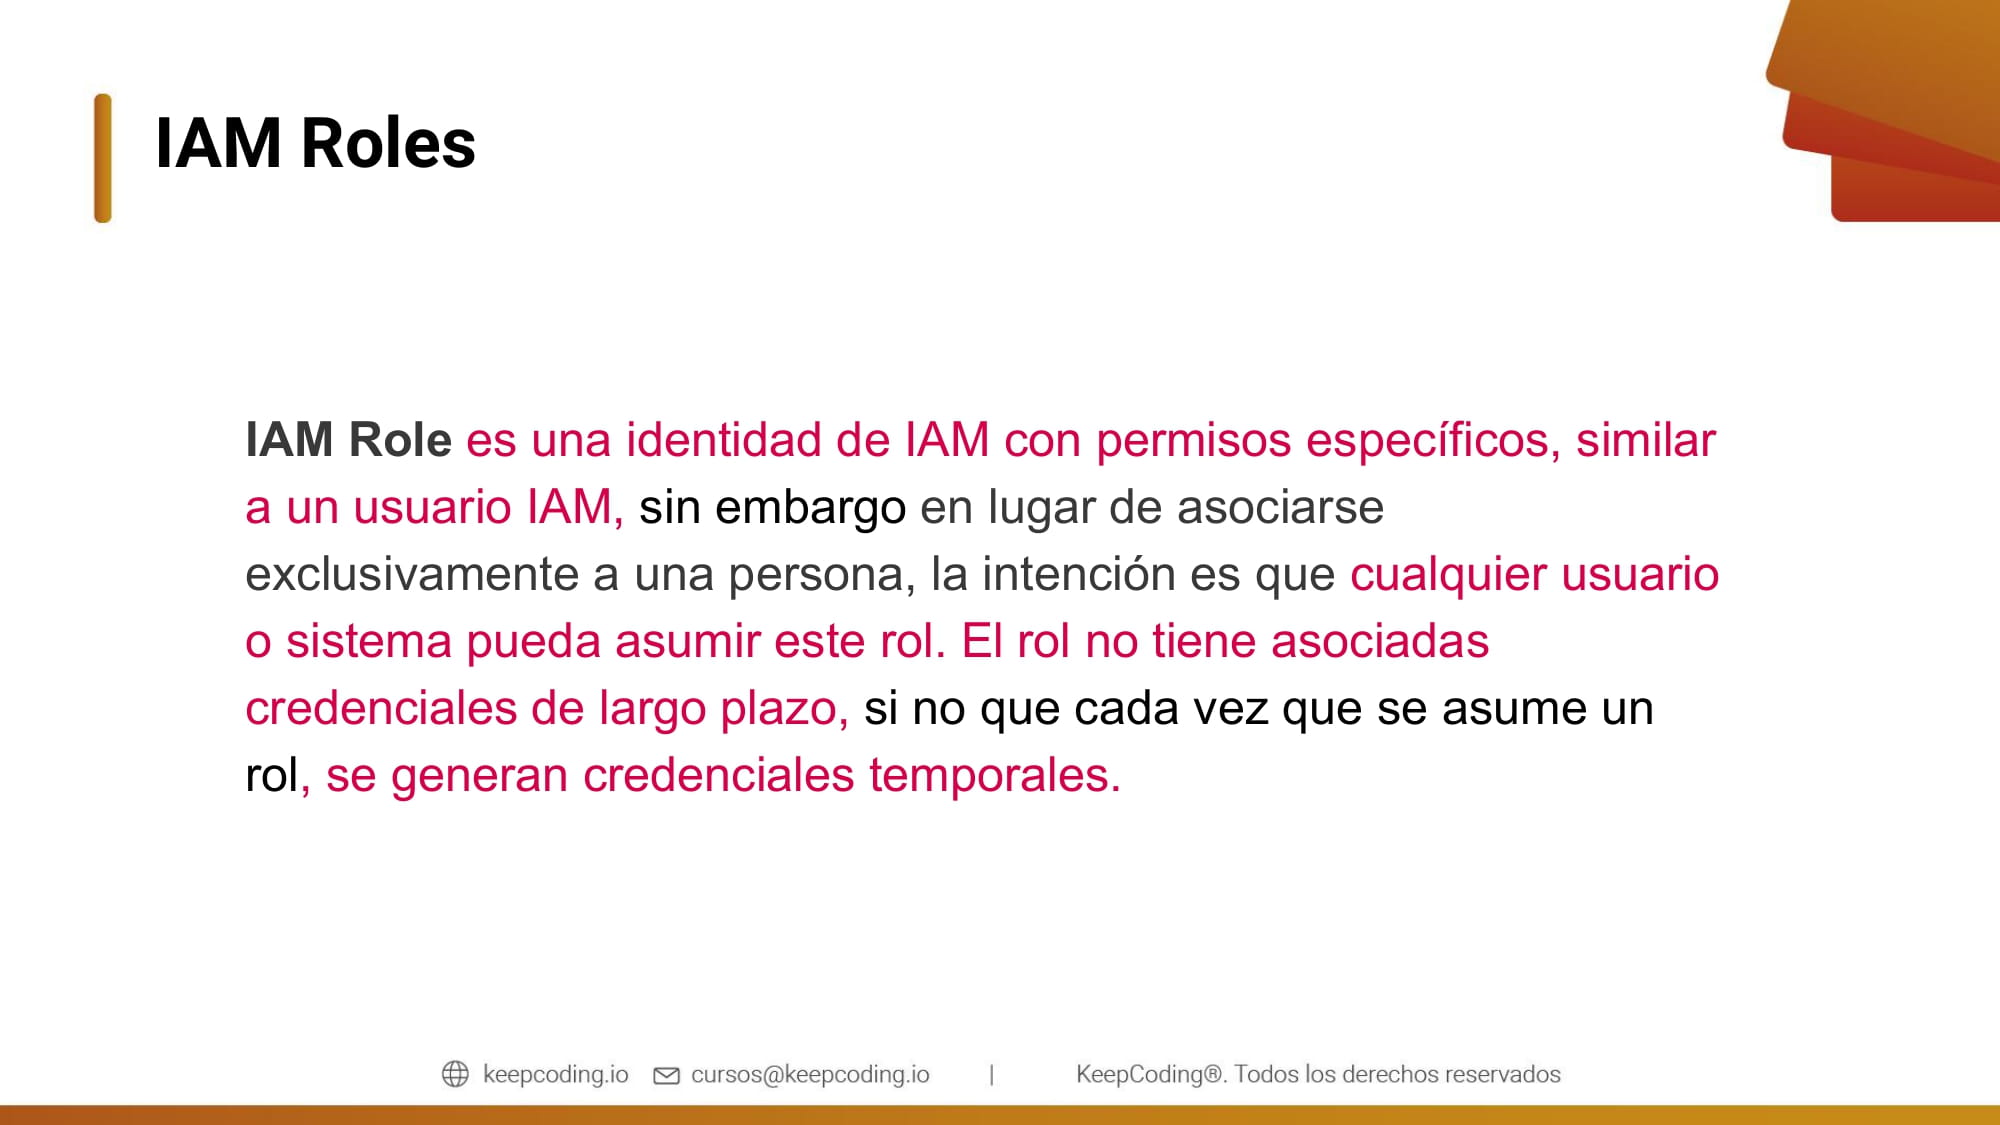 IAM Roles
IAM Role es una identidad de IAM con permisos específicos, similar
a un usuario IAM, sin embargo en lugar de asociarse
exclusivamente a una persona, la intención es que cualquier usuario
o sistema pueda asumir este rol. El rol no tiene asociadas
credenciales de largo plazo, si no que cada vez que se asume un
rol, se generan credenciales temporales.
keepcoding.io cursos@keepcoding.io | KeepCoding®. Todos los derechos reservados